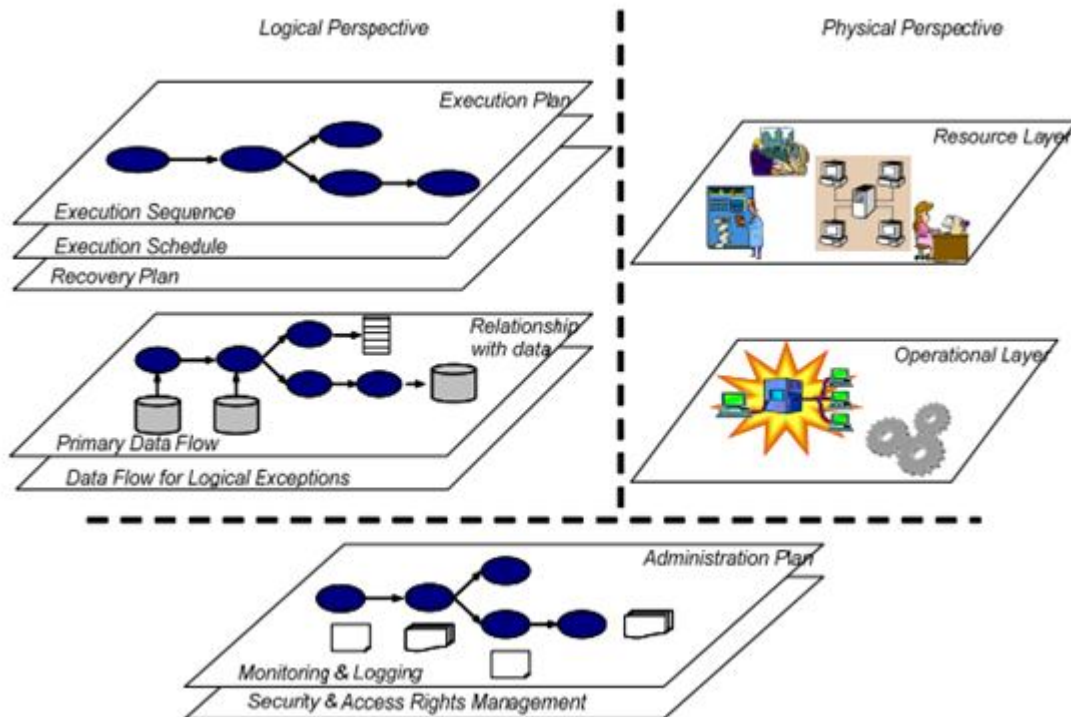 Logical Perspective
Physical Perspective
Execution Plan
Execution Sequence
Execution Schedule
Recovery Plan
Resource Layer
Relationship
with data
Primary Data Flow
Data Flow for Logical Exceptions
Operational Layer
Administration Plan
Monitoring & Logging
Security & Access Rights Management